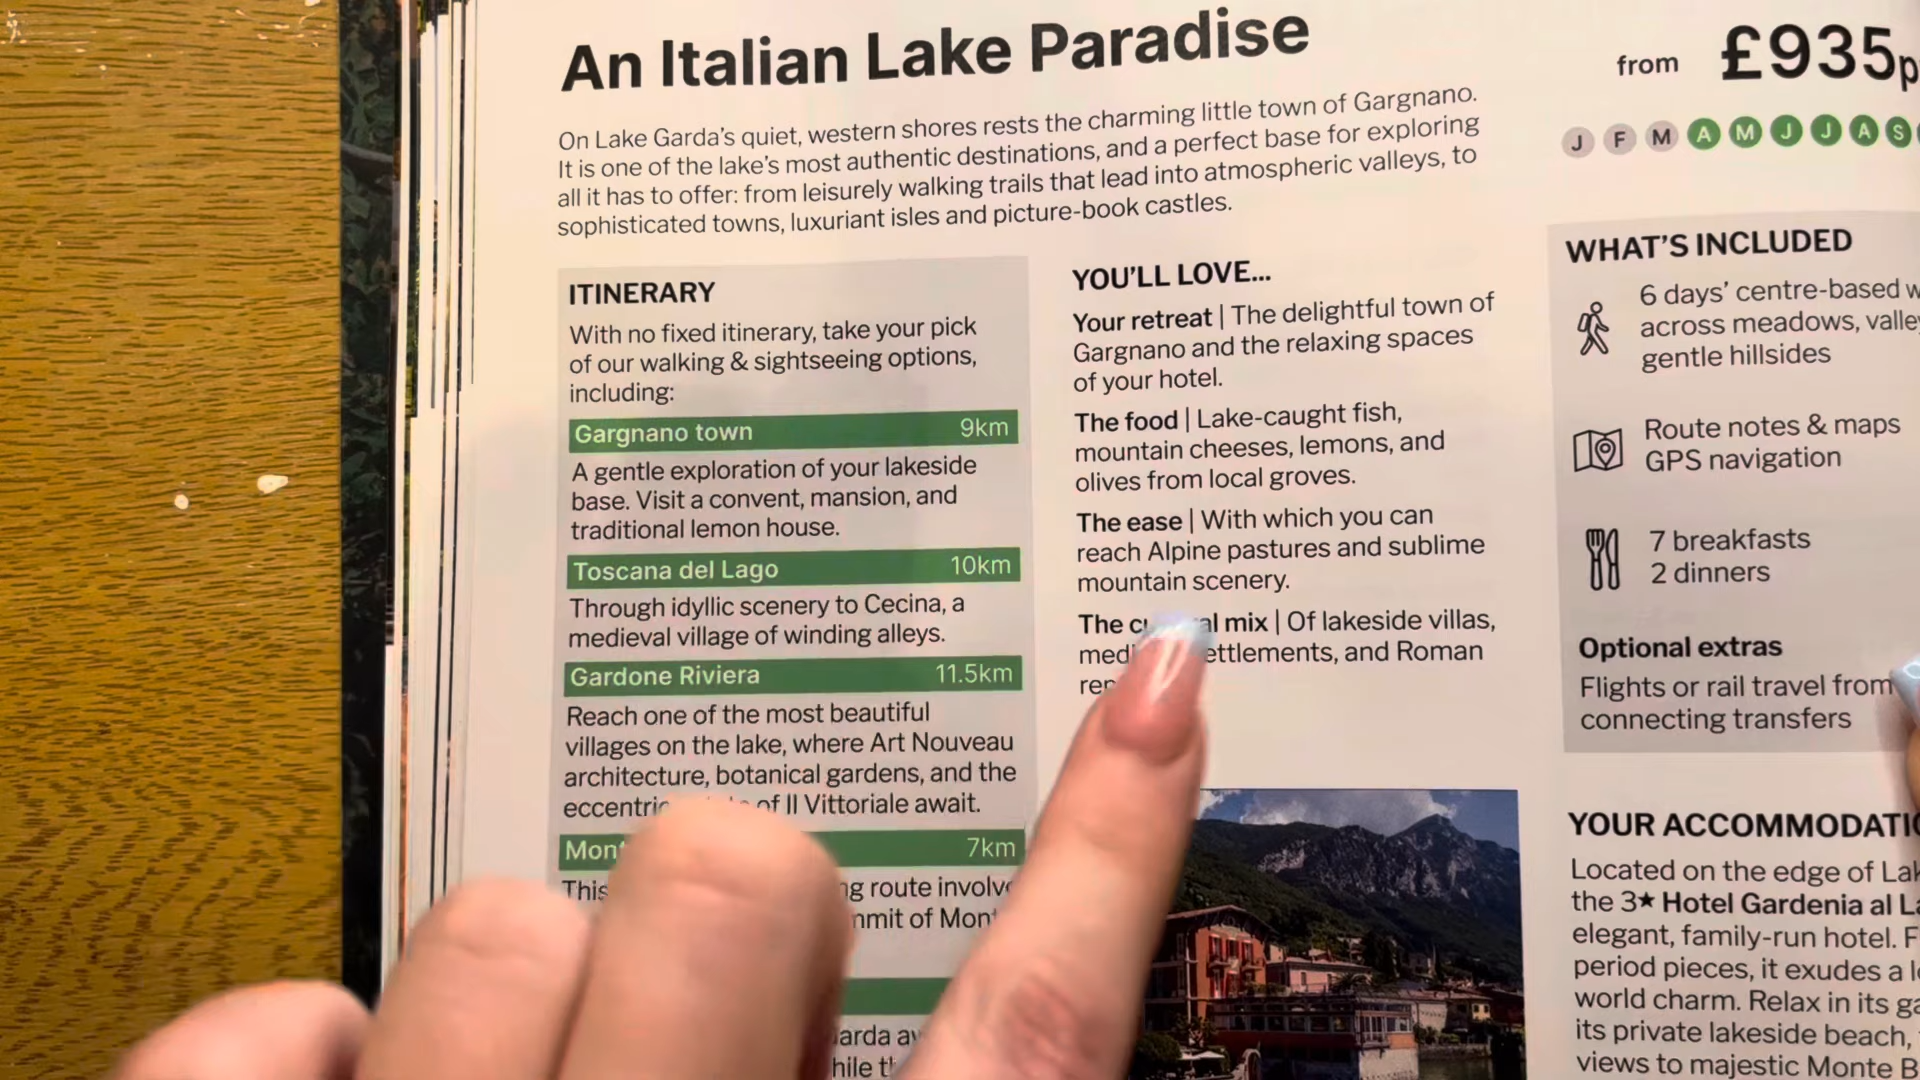 An Italian Lake Paradise
On Lake Garda's quiet, western shores rests the charming little town of Gargnano.
It is one of the lake's most authentic destinations, and a perfect base for exploring
all it has to offer: from leisurely walking trails that lead into atmospheric valleys, to
sophisticated towns, luxuriant isles and picture-book castles.
from £935p
J F M A M J J A S
ITINERARY
With no fixed itinerary, take your pick
of our walking & sightseeing options,
including:
Gargnano town 9km
A gentle exploration of your lakeside
base. Visit a convent, mansion, and
traditional lemon house.
Toscana del Lago 10km
Through idyllic scenery to Cecina, a
medieval village of winding alleys.
Gardone Riviera 11.5km
Reach one of the most beautiful
villages on the lake, where Art Nouveau
architecture, botanical gardens, and the
of Il Vittoriale await.
7km
This route
of
YOU'LL LOVE...
Your retreat | The delightful town of
Gargnano and the relaxing spaces
of your hotel.
The food | Lake-caught fish,
mountain cheeses, lemons, and
olives from local groves.
The ease | With which you can
reach Alpine pastures and sublime
mountain scenery.
The mix | Of lakeside villas,
and Roman
WHAT'S INCLUDED
6 days' centre-based
across meadows,
gentle hillsides
Route notes & maps
GPS navigation
7 breakfasts
2 dinners
Optional extras
Flights or rail travel from
connecting transfers
YOUR
Located on the edge of
the 3★ Hotel Gardenia al
elegant, family-run hotel.
period pieces, it exudes a
world charm. Relax in its
its private lakeside beach,
views to majestic Monte